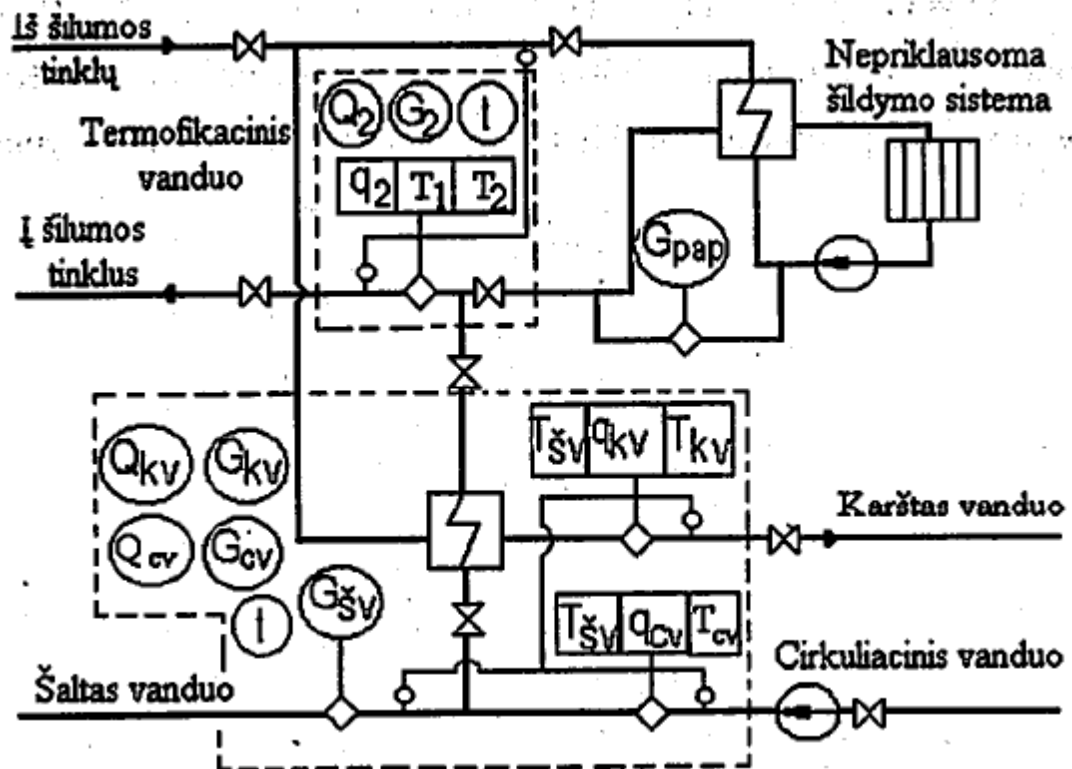 Iš šilumos
tinklų
Nepriklausoma
šildymo sistema
Termofikacinis
vanduo
Q2 G2 t
q2 T1 T2
Į šilumos
tinklus
Gpap
Qkv Gkv
TŠV qkv Tkv
Karštas vanduo
Qcv Gcv
t
GŠV
TŠV qcv Tcv
Cirkuliacinis vanduo
Šaltas vanduo